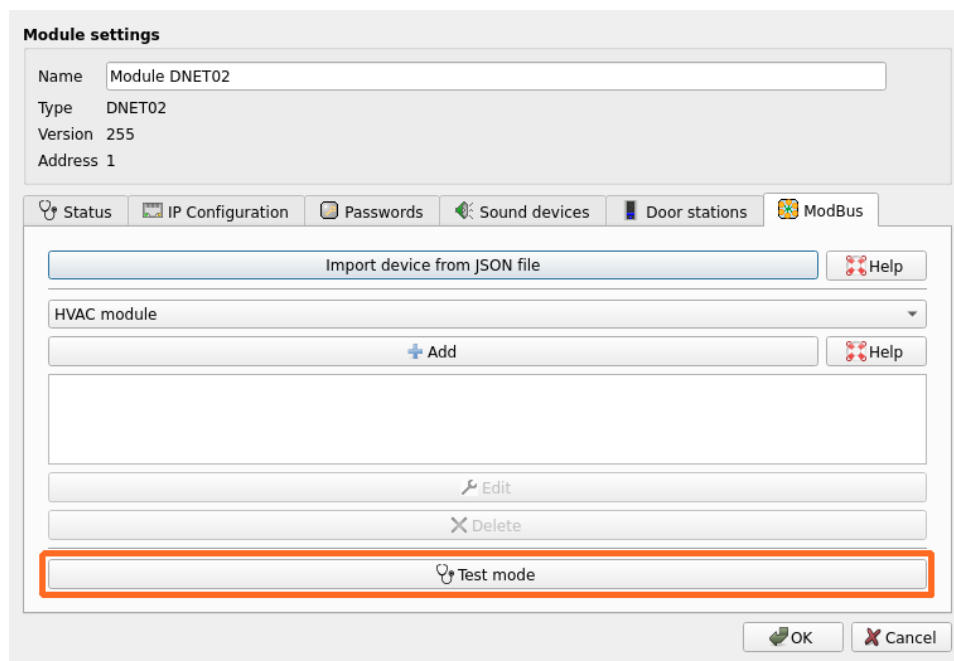 Module settings
Name Module DNET02
Type DNET02
Version 255
Address 1
Status IP Configuration Passwords Sound devices Door stations ModBus
Import device from JSON file Help
HVAC module
Add Help
Edit
Delete
Test mode
OK Cancel